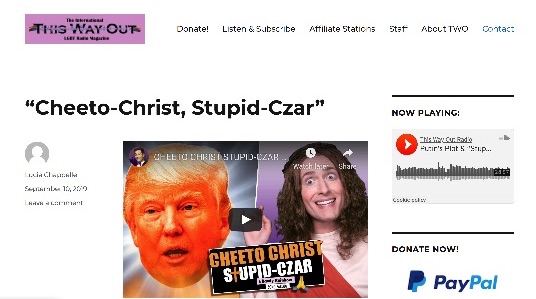 The International
THIS WAY OUT
LGBT Radio Magazine
Donate!
Listen & Subscribe
Affiliate Stations
Staff
About TWO
Contact
"Cheeto-Christ, Stupid-Czar"
Lucia Chappelle
September 10, 2019
Leave a comment
CHEETO CHRIST STUPID-CZAR ...
Watch later
Share
CHEETO CHRIST
STUPID-CZAR
NOW PLAYING:
This Way Out Radio
Putin's Plot & "Stup...
Cookie policy
DONATE NOW!
PayPal